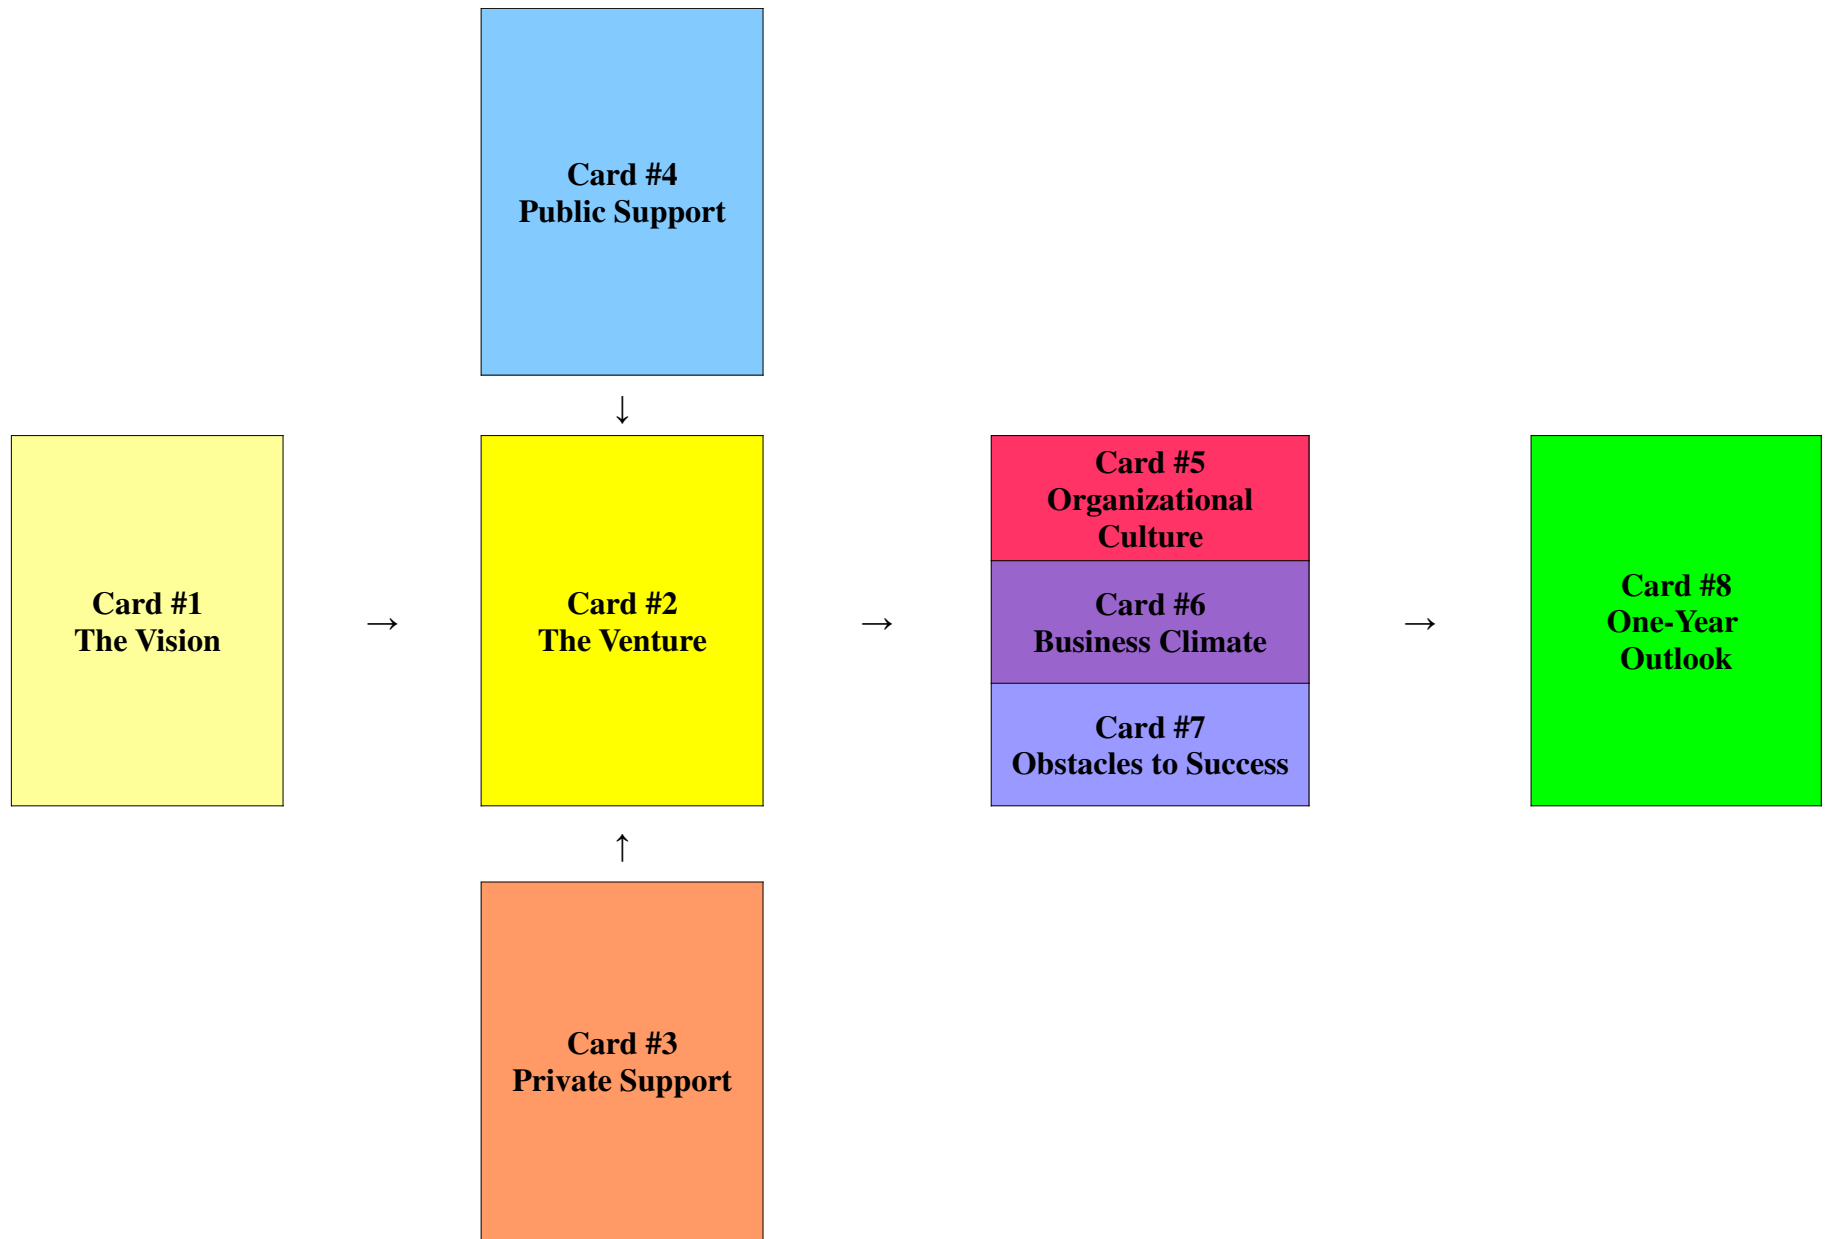 Card #4
Public Support
↓
Card #1
The Vision
→
Card #2
The Venture
→
Card #5
Organizational
Culture
Card #6
Business Climate
Card #7
Obstacles to Success
→
Card #8
One-Year
Outlook
↑
Card #3
Private Support